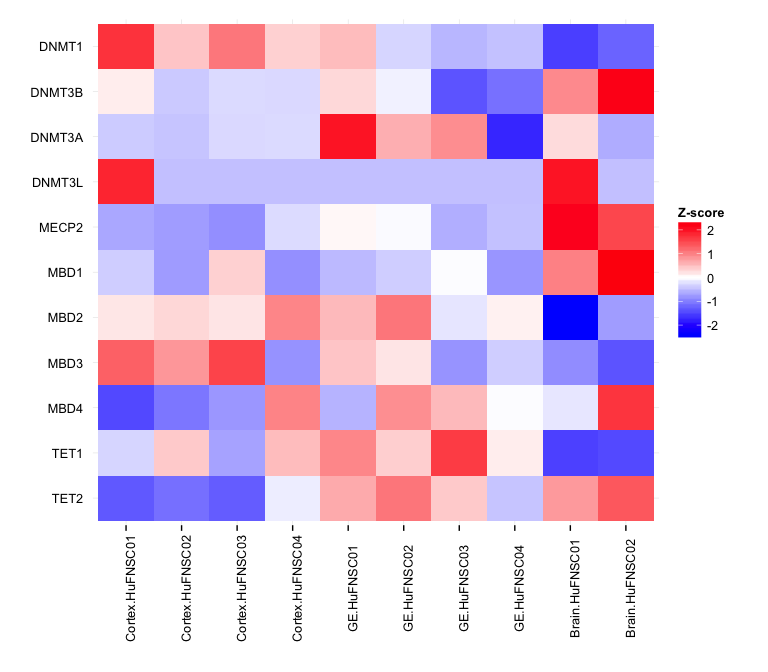 DNMT1
DNMT3B
DNMT3A
DNMT3L
MECP2
MBD1
MBD2
MBD3
MBD4
TET1
TET2
Cortex.HuFNSC01
Cortex.HuFNSC02
Cortex.HuFNSC03
Cortex.HuFNSC04
GE.HuFNSC01
GE.HuFNSC02
GE.HuFNSC03
GE.HuFNSC04
Brain.HuFNSC01
Brain.HuFNSC02
Z-score
2
1
0
-1
-2